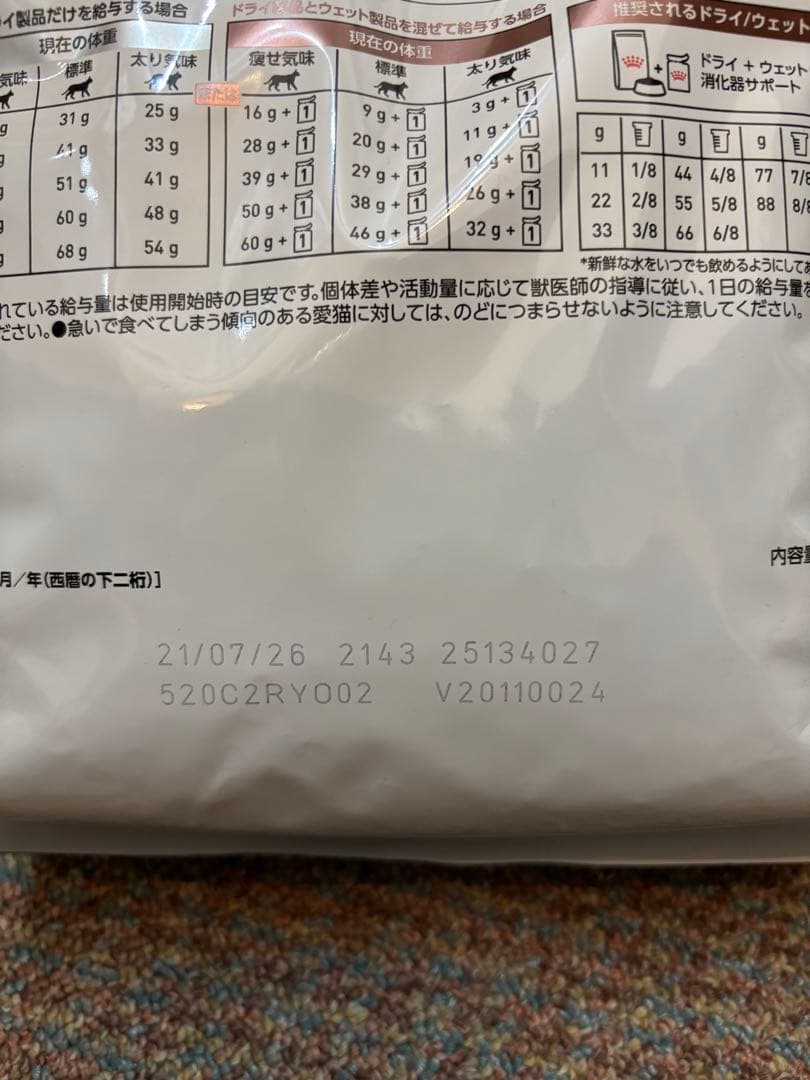 イ製品だけを給与する場合
現在の体重
気味 標準 太り気味
31 g 25 g
41 g 33 g
51 g 41 g
60 g 48 g
68 g 54 g
または
ドライ製品とウェット製品を混ぜて給与する場合
現在の体重
痩せ気味 標準 太り気味
16 g + 1 9 g + 1 3 g + 1
28 g + 1 20 g + 1 11 g + 1
39 g + 1 29 g + 1 19 g + 1
50 g + 1 38 g + 1 26 g + 1
60 g + 1 46 g + 1 32 g + 1
推奨されるドライ/ウェット
+ ドライ + ウェット
消化器サポート
g g g
11 1/8 44 4/8 77 7/8
22 2/8 55 5/8 88 8/8
33 3/8 66 6/8
*新鮮な水をいつでも飲めるようにして
れている給与量は使用開始時の目安です。個体差や活動量に応じて獣医師の指導に従い、1日の給与量を
ださい。●急いで食べてしまう傾向のある愛猫に対しては、のどにつまらせないように注意してください。
月/年(西暦の下二桁)]
内容量
21/07/26 2143 25134027
520C2RYO02 V20110024